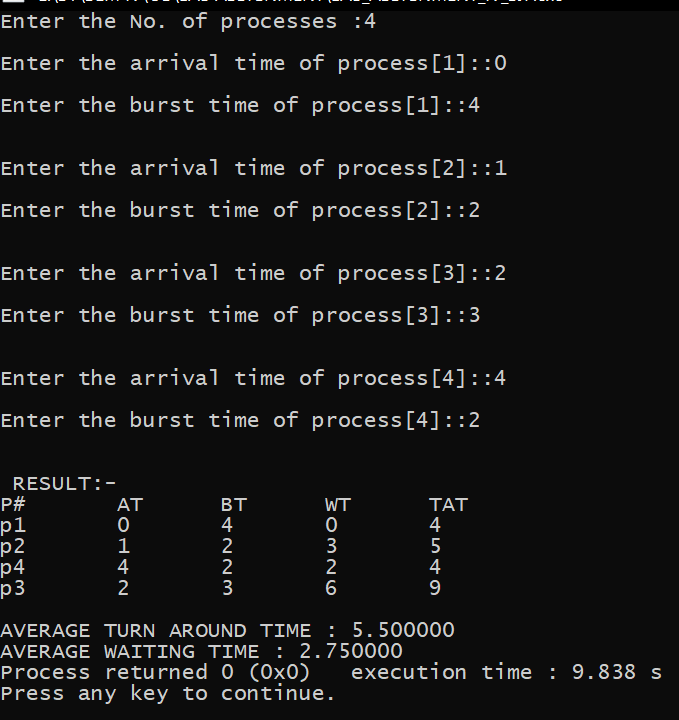 Enter the No. of processes :4
Enter the arrival time of process[1]::0
Enter the burst time of process[1]::4
Enter the arrival time of process[2]::1
Enter the burst time of process[2]::2
Enter the arrival time of process[3]::2
Enter the burst time of process[3]::3
Enter the arrival time of process[4]::4
Enter the burst time of process[4]::2
RESULT:-
P# AT BT WT TAT
p1 0 4 0 4
p2 1 2 3 5
p4 4 2 2 4
p3 2 3 6 9
AVERAGE TURN AROUND TIME : 5.500000
AVERAGE WAITING TIME : 2.750000
Process returned 0 (0x0) execution time : 9.838 s
Press any key to continue.